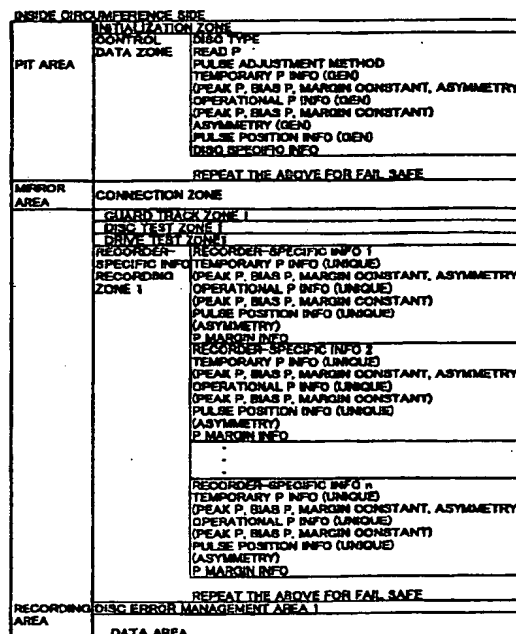 INSIDE CIRCUMFERENCE SIDE
INITIALIZATION ZONE
PIT AREA
CONTROL DATA ZONE
DISC TYPE
READ P
PULSE ADJUSTMENT METHOD
TEMPORARY P INFO (GEN)
(PEAK P, BIAS P, MARGIN CONSTANT, ASYMMETRY
OPERATIONAL P INFO (GEN)
(PEAK P, BIAS P, MARGIN CONSTANT)
ASYMMETRY (GEN)
PULSE POSITION INFO (GEN)
DISC SPECIFIC INFO
REPEAT THE ABOVE FOR FAIL SAFE
MIRROR AREA
CONNECTION ZONE
GUARD TRACK ZONE 1
DISC TEST ZONE 1
DRIVE TEST ZONE1
RECORDER-SPECIFIC INFO RECORDING ZONE 1
RECORDER-SPECIFIC INFO 1
TEMPORARY P INFO (UNIQUE)
(PEAK P, BIAS P, MARGIN CONSTANT, ASYMMETRY
OPERATIONAL P INFO (UNIQUE)
(PEAK P, BIAS P, MARGIN CONSTANT)
PULSE POSITION INFO (UNIQUE)
(ASYMMETRY)
P MARGIN INFO
RECORDER-SPECIFIC INFO 2
TEMPORARY P INFO (UNIQUE)
(PEAK P, BIAS P, MARGIN CONSTANT, ASYMMETRY
OPERATIONAL P INFO (UNIQUE)
(PEAK P, BIAS P, MARGIN CONSTANT)
PULSE POSITION INFO (UNIQUE)
(ASYMMETRY)
P MARGIN INFO
RECORDER-SPECIFIC INFO n
TEMPORARY P INFO (UNIQUE)
(PEAK P, BIAS P, MARGIN CONSTANT, ASYMMETRY
OPERATIONAL P INFO (UNIQUE)
(PEAK P, BIAS P, MARGIN CONSTANT)
PULSE POSITION INFO (UNIQUE)
(ASYMMETRY)
P MARGIN INFO
REPEAT THE ABOVE FOR FAIL SAFE
RECORDING AREA
DISC ERROR MANAGEMENT AREA 1
DATA AREA